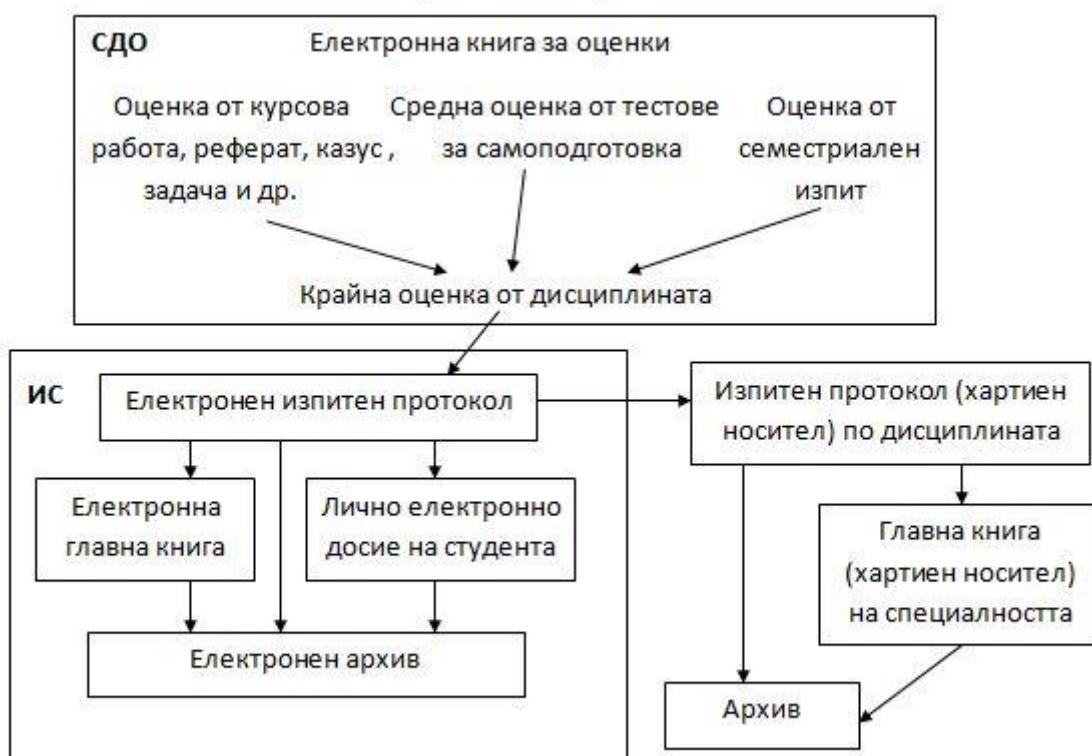 СДО Електронна книга за оценки
Оценка от курсова
работа, реферат, казус ,
задача и др.
Средна оценка от тестове
за самоподготовка
Оценка от
семестриален
изпит
Крайна оценка от дисциплината
ИС
Електронен изпитен протокол
Изпитен протокол (хартиен
носител) по дисциплината
Електронна
главна книга
Лично електронно
досие на студента
Главна книга
(хартиен носител)
на специалността
Електронен архив
Архив